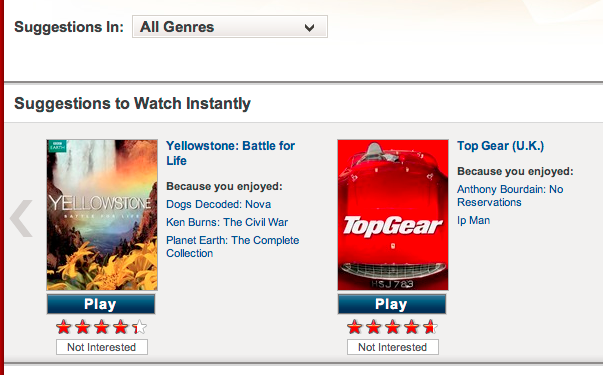 Suggestions In:
All Genres
Suggestions to Watch Instantly
BBC
EARTH
YELLOWSTONE
BATTLE FOR LIFE
Play
Not Interested
Yellowstone: Battle for
Life
Because you enjoyed:
Dogs Decoded: Nova
Ken Burns: The Civil War
Planet Earth: The Complete
Collection
TopGear
HSJ 783
Play
Not Interested
Top Gear (U.K.)
Because you enjoyed:
Anthony Bourdain: No
Reservations
Ip Man